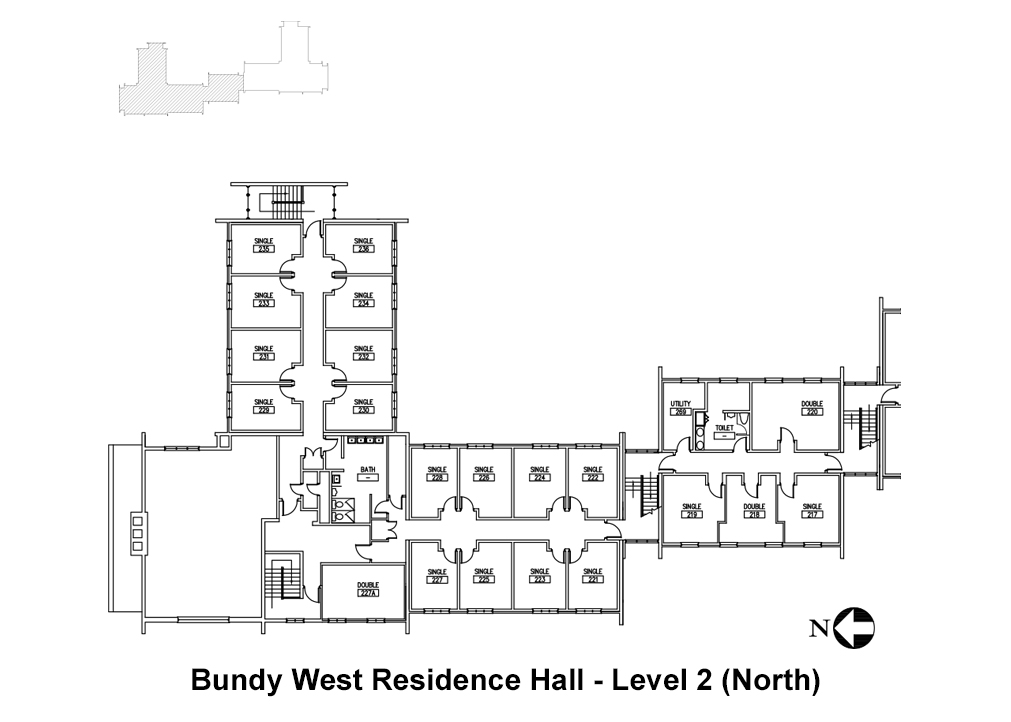 SINGLE
235
SINGLE
236
SINGLE
233
SINGLE
234
SINGLE
231
SINGLE
232
SINGLE
229
SINGLE
230
UTILITY
269
TOILET
DOUBLE
220
BATH
SINGLE
228
SINGLE
226
SINGLE
224
SINGLE
222
SINGLE
219
DOUBLE
218
SINGLE
217
DOUBLE
227A
SINGLE
227
SINGLE
225
SINGLE
223
SINGLE
221
N
Bundy West Residence Hall - Level 2 (North)